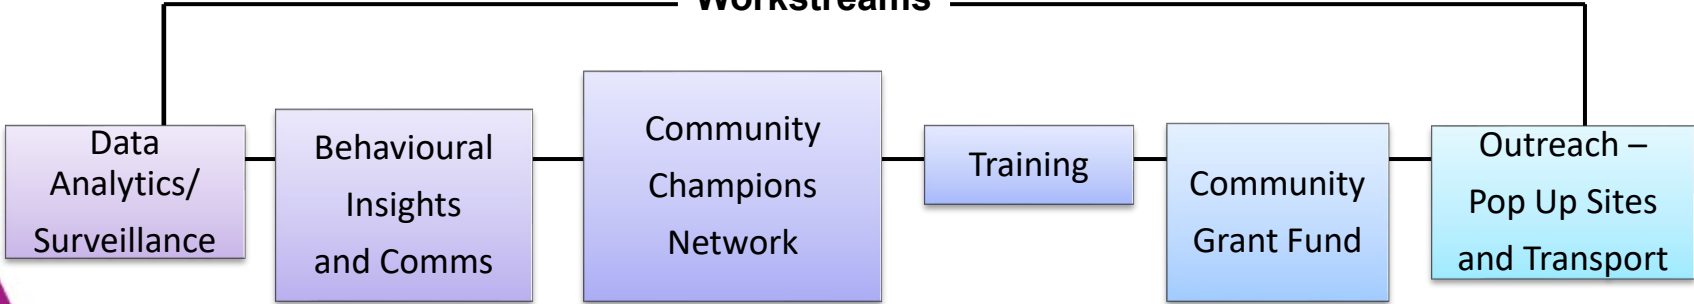 Workstreams
Data
Analytics/
Surveillance
Behavioural
Insights
and Comms
Community
Champions
Network
Training
Community
Grant Fund
Outreach –
Pop Up Sites
and Transport